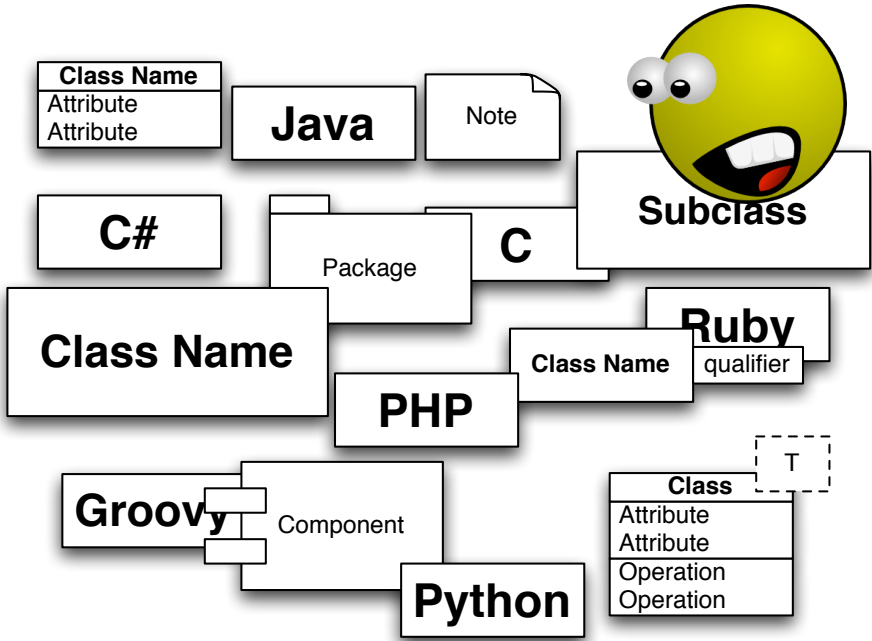 Class Name
Attribute
Attribute
Java
Note
Subclass
C#
Package
C
Class Name
Ruby
Class Name
qualifier
PHP
T
Class
Attribute
Attribute
Operation
Operation
Groovy
Component
Python